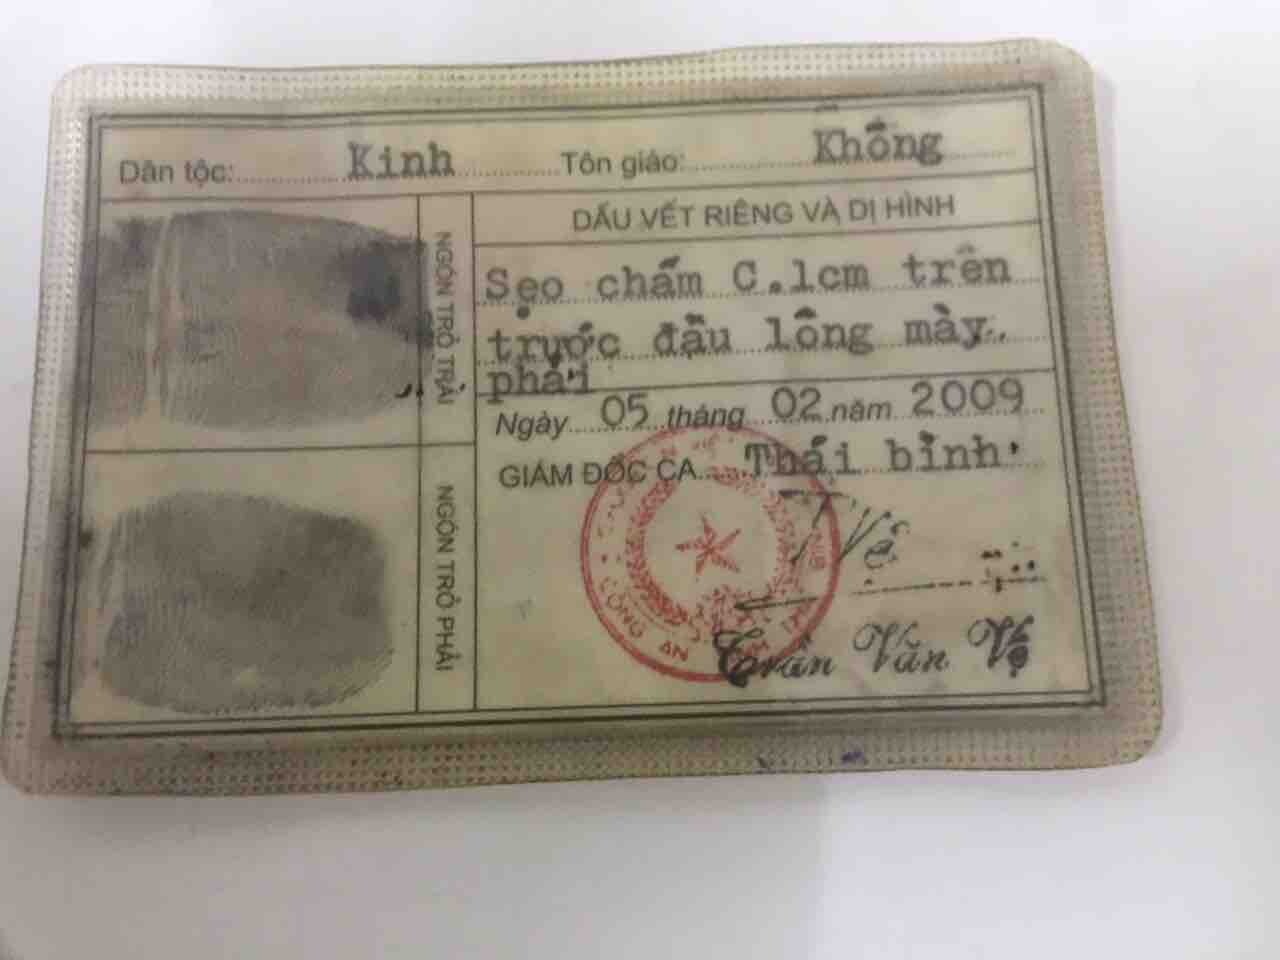 Dân tộc: Kinh Tôn giáo: Không
DẤU VẾT RIÊNG VÀ DỊ HÌNH
Sẹo chấm C.1cm trên
trước đầu lông mày.
phải
Ngày 05 tháng 02 năm 2009
GIÁM ĐỐC CA Thái bình
NGÓN TRỎ TRÁI
NGÓN TRỎ PHẢI
CÔNG AN
Trần Văn Vệ